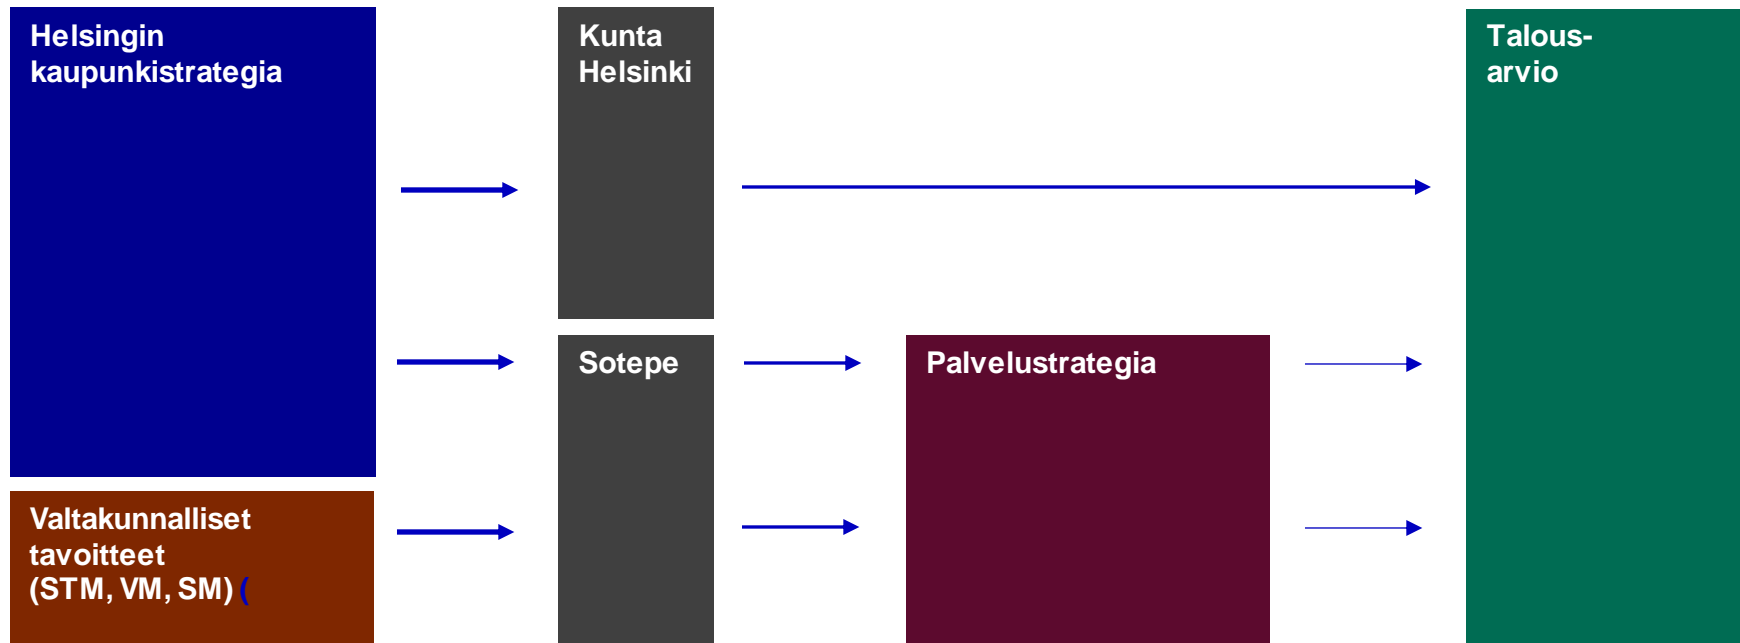 Helsingin
kaupunkistrategia
Kunta
Helsinki
Talous-
arvio
Sotepe
Palvelustrategia
Valtakunnalliset
tavoitteet
(STM, VM, SM) (